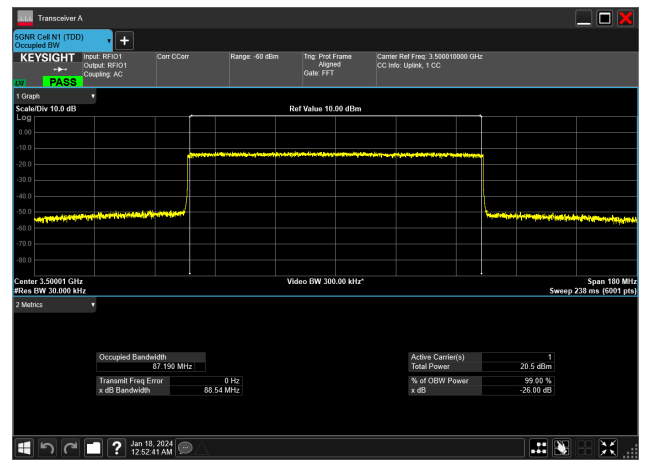 Transceiver A
5GNR Cell N1 (TDD)
Occupied BW
KEYSIGHT
PASS
Input: RFIO1
Output: RFIO1
Coupling: AC
Corr CCorr
Range: -60 dBm
Trig: Prot Frame
Aligned
Gate: FFT
Carrier Ref Freq: 3.500010000 GHz
CC Info: Uplink, 1 CC
1 Graph
Scale/Div 10.0 dB
Ref Value 10.00 dBm
Log
0.00
-10.0
-20.0
-30.0
-40.0
-50.0
-60.0
-70.0
-80.0
Center 3.50001 GHz
Video BW 300.00 kHz*
Span 180 MHz
#Res BW 30.000 kHz
Sweep 238 ms (6001 pts)
2 Metrics
Occupied Bandwidth
87.190 MHz
Active Carrier(s) 1
Total Power 20.5 dBm
Transmit Freq Error 0 Hz
x dB Bandwidth 88.54 MHz
% of OBW Power 99.00 %
x dB -26.00 dB
?
Jan 18, 2024
12:52:41 AM